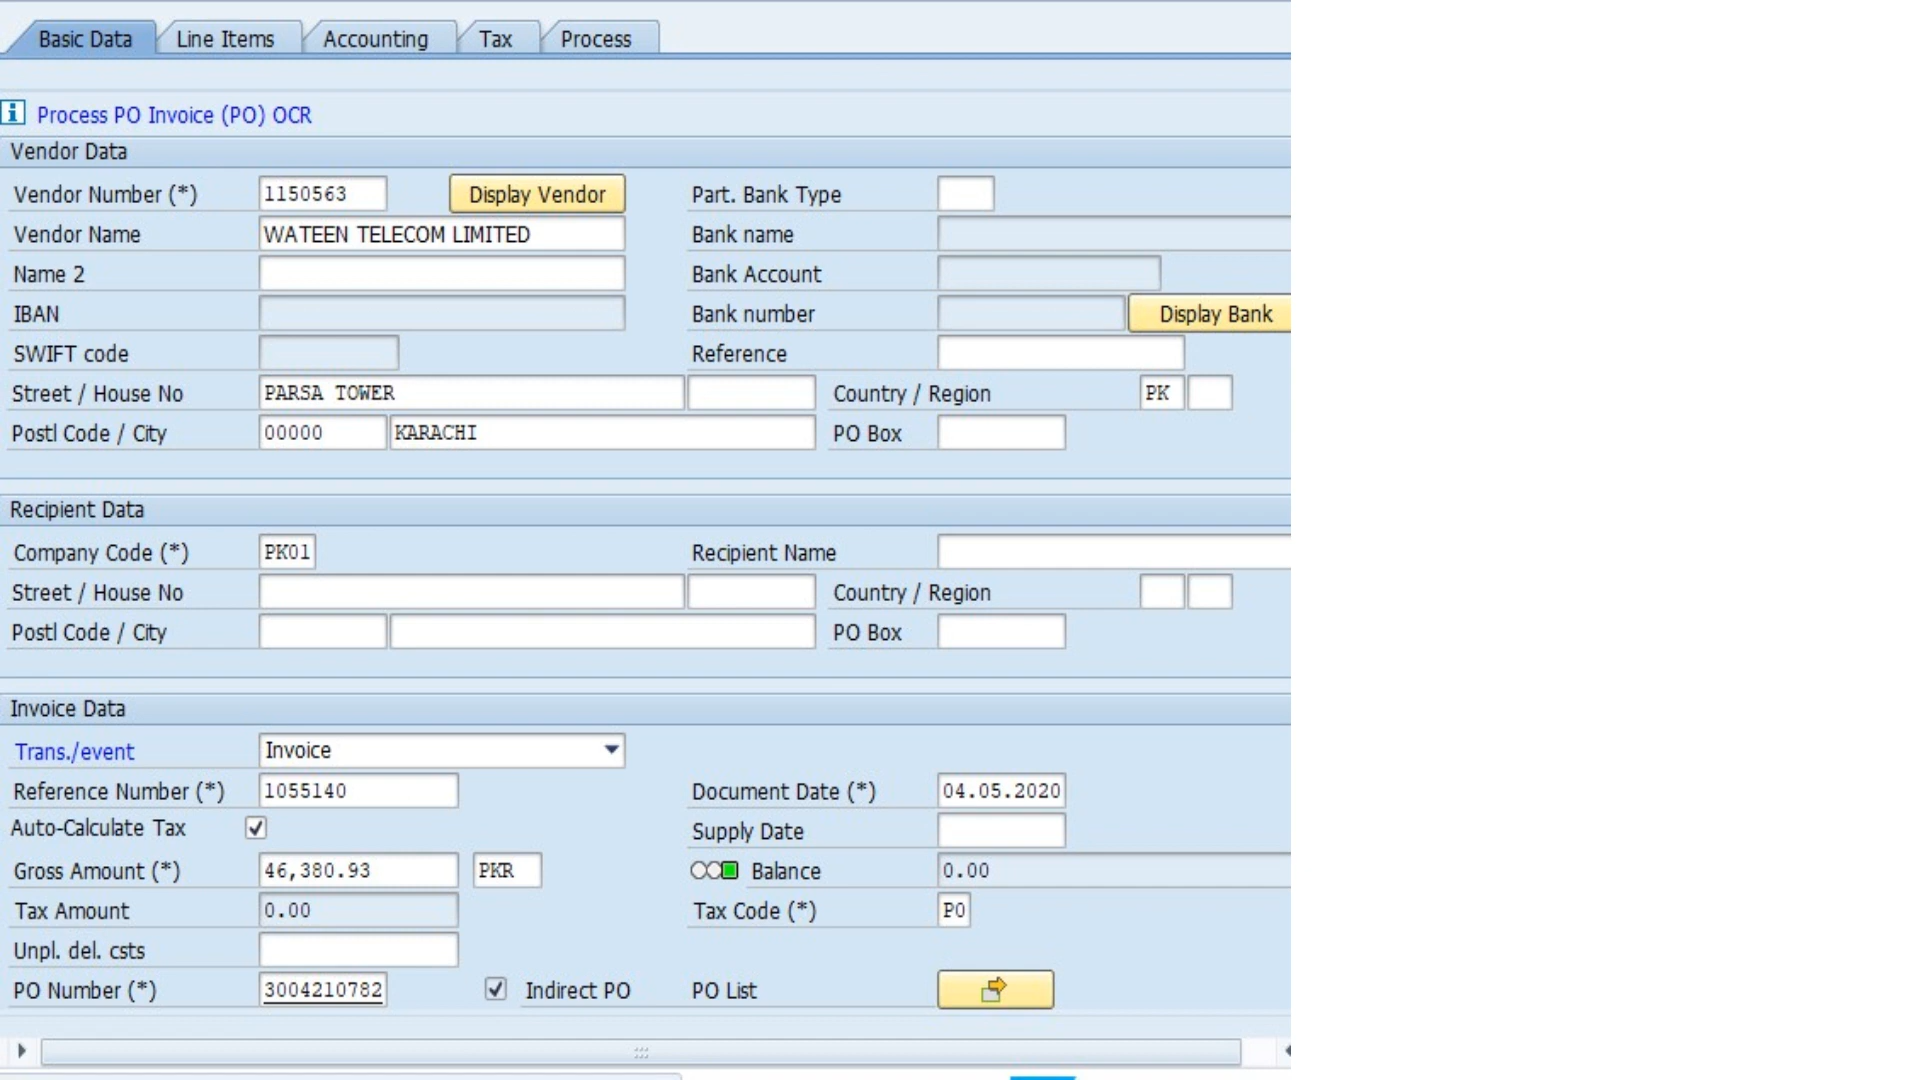 Basic Data Line Items Accounting Tax Process
Process PO Invoice (PO) OCR
Vendor Data
Vendor Number (*) 1150563 Display Vendor Part. Bank Type
Vendor Name WATEEN TELECOM LIMITED Bank name
Name 2 Bank Account
IBAN Bank number Display Bank
SWIFT code Reference
Street / House No PARSA TOWER Country / Region PK
Postl Code / City 00000 KARACHI PO Box
Recipient Data
Company Code (*) PK01 Recipient Name
Street / House No Country / Region
Postl Code / City PO Box
Invoice Data
Trans./event Invoice
Reference Number (*) 1055140 Document Date (*) 04.05.2020
Auto-Calculate Tax Supply Date
Gross Amount (*) 46,380.93 PKR Balance 0.00
Tax Amount 0.00 Tax Code (*) P0
Unpl. del. csts
PO Number (*) 3004210782 Indirect PO PO List